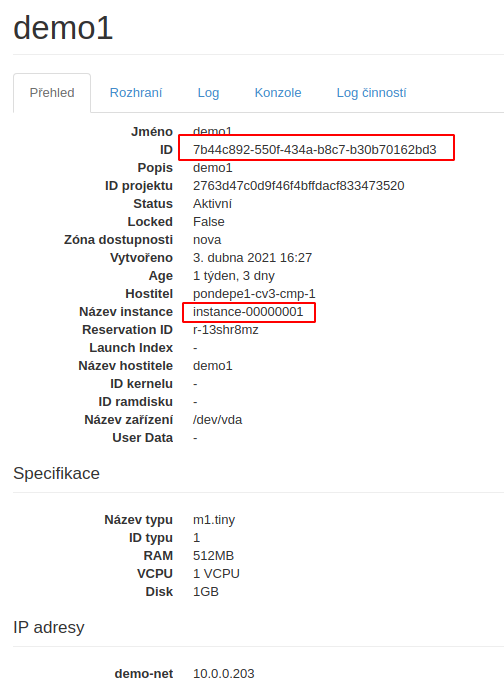 demo1
Přehled Rozhraní Log Konzole Log činností
Jméno demo1
ID 7b44c892-550f-434a-b8c7-b30b70162bd3
Popis demo1
ID projektu 2763d47c0d9f46f4bffdacf833473520
Status Aktivní
Locked False
Zóna dostupnosti nova
Vytvořeno 3. dubna 2021 16:27
Age 1 týden, 3 dny
Hostitel pondepe1-cv3-cmp-1
Název instance instance-00000001
Reservation ID r-13shr8mz
Launch Index -
Název hostitele demo1
ID kernelu -
ID ramdisku -
Název zařízení /dev/vda
User Data -
Specifikace
Název typu m1.tiny
ID typu 1
RAM 512MB
VCPU 1 VCPU
Disk 1GB
IP adresy
demo-net 10.0.0.203